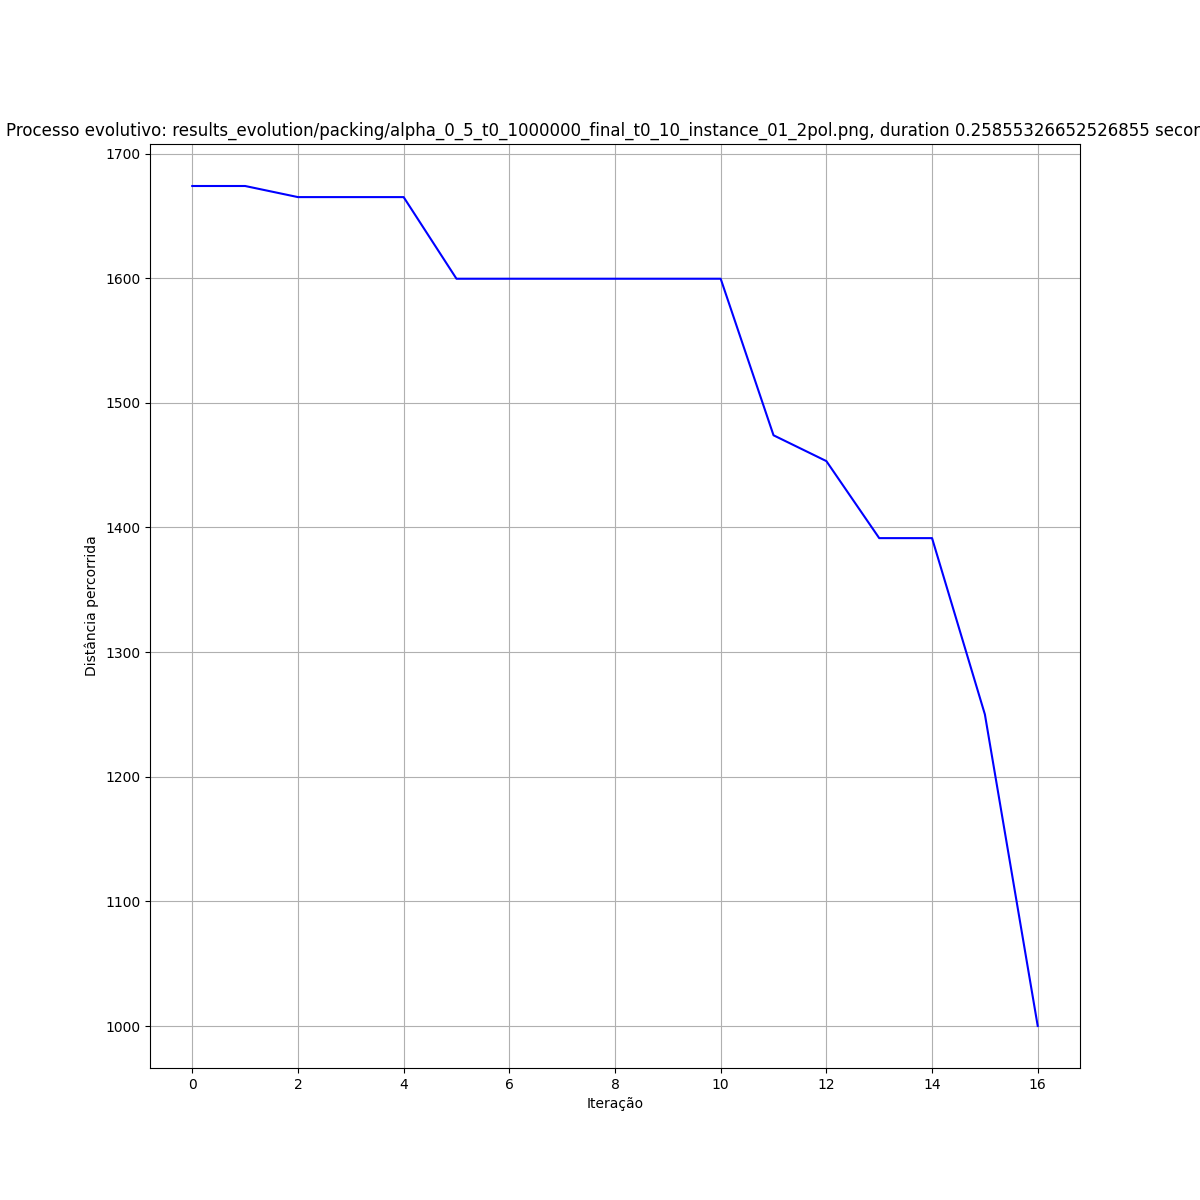 Processo evolutivo: results_evolution/packing/alpha_0_5_t0_1000000_final_t0_10_instance_01_2pol.png, duration 0.25855326652526855 secor
1700
1600
1500
1400
1300
1200
1100
1000
Distância percorrida
0 2 4 6 8 10 12 14 16
Iteração